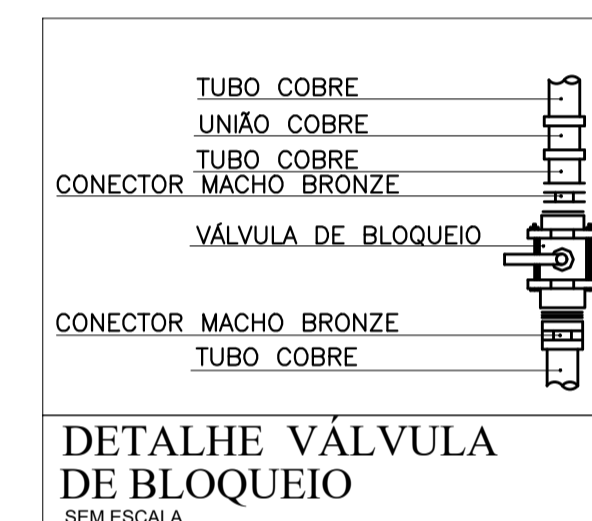 TUBO COBRE
UNIÃO COBRE
TUBO COBRE
CONECTOR MACHO BRONZE
VÁLVULA DE BLOQUEIO
CONECTOR MACHO BRONZE
TUBO COBRE
DETALHE VÁLVULA
DE BLOQUEIO
SEM ESCALA